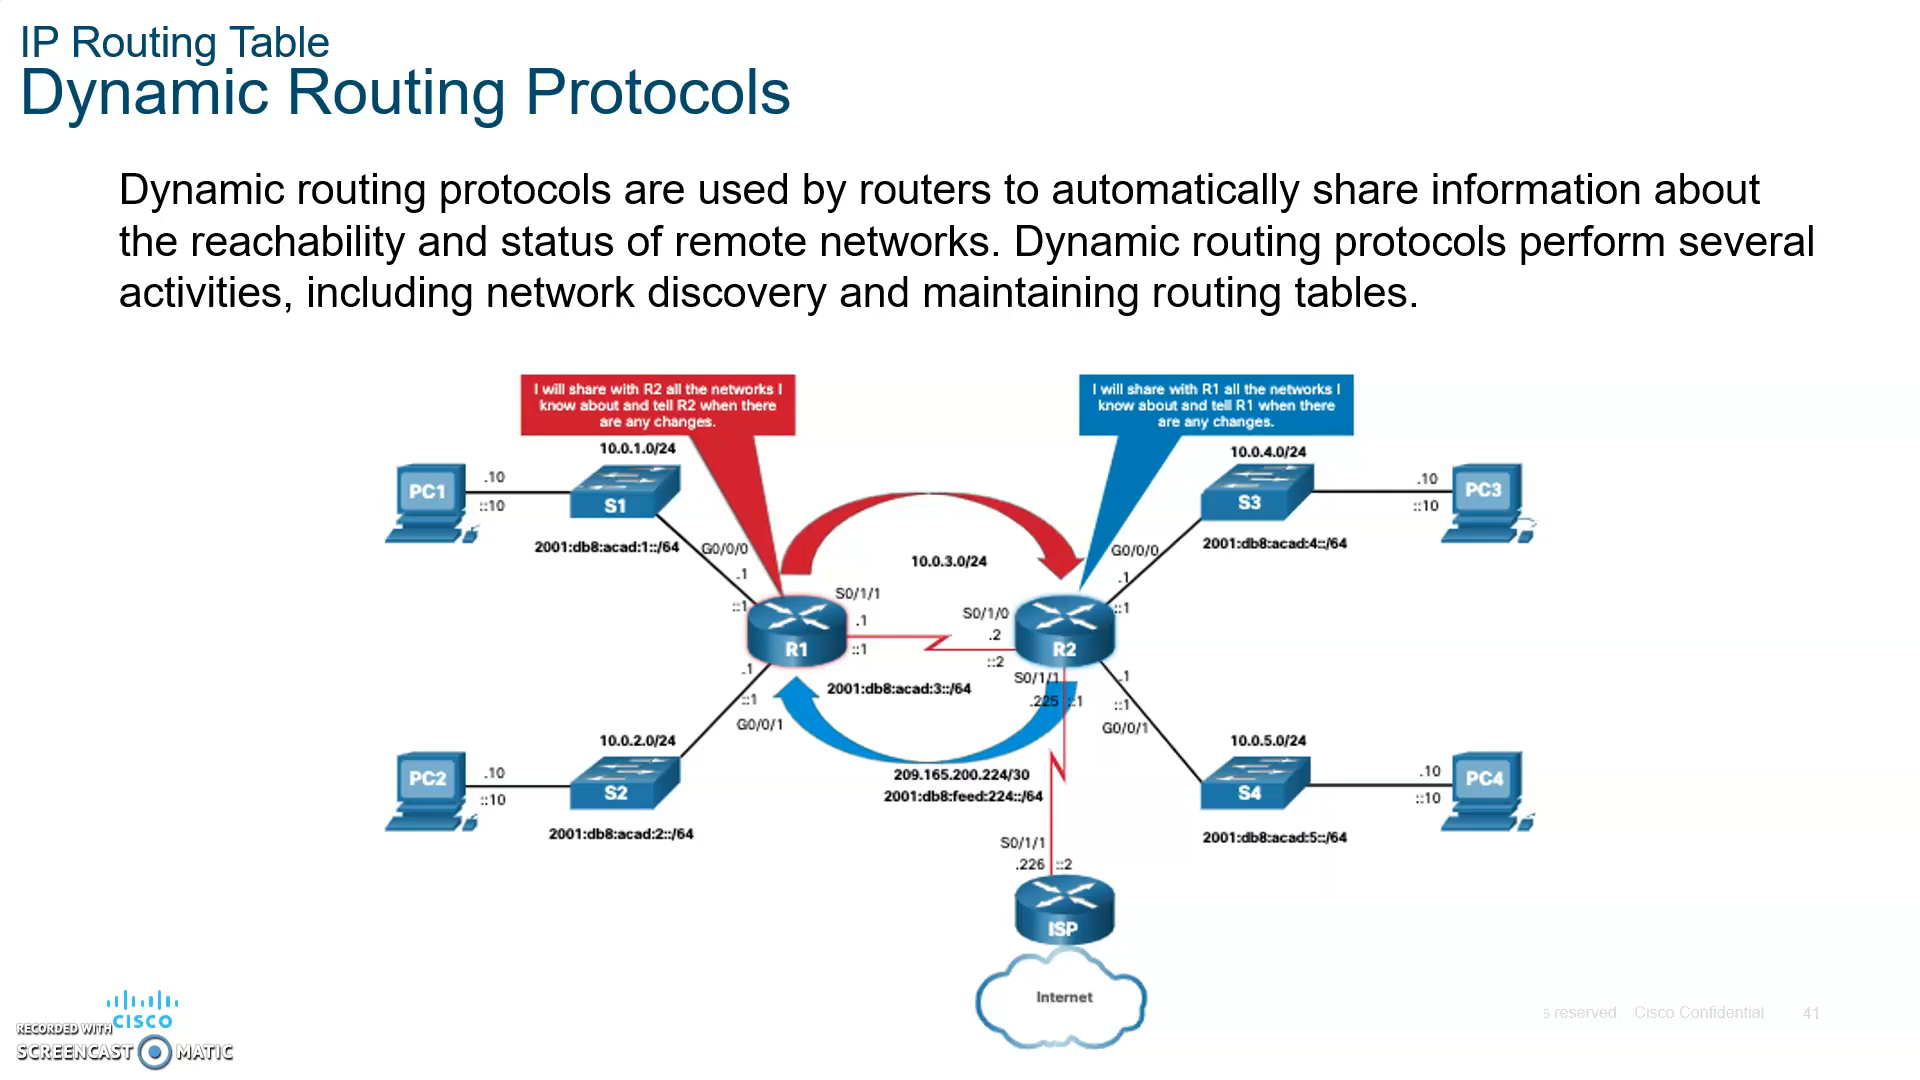 IP Routing Table
Dynamic Routing Protocols
Dynamic routing protocols are used by routers to automatically share information about
the reachability and status of remote networks. Dynamic routing protocols perform several
activities, including network discovery and maintaining routing tables.
I will share with R2 all the networks I
know about and tell R2 when there
are any changes.
I will share with R1 all the networks I
know about and tell R1 when there
are any changes.
10.0.1.0/24
10.0.4.0/24
PC1
.10
::10
S1
S3
.10
::10
PC3
2001:db8:acad:1::/64
G0/0/0
.1
::1
10.0.3.0/24
G0/0/0
.1
::1
2001:db8:acad:4::/64
S0/1/1
.1
::1
S0/1/0
.2
::2
R1
R2
2001:db8:acad:3::/64
S0/1/1
.225
::1
.1
::1
G0/0/1
.1
::1
G0/0/1
10.0.2.0/24
10.0.5.0/24
PC2
.10
::10
S2
209.165.200.224/30
2001:db8:feed:224::/64
S4
.10
::10
PC4
2001:db8:acad:2::/64
2001:db8:acad:5::/64
S0/1/1
.226
::2
ISP
Internet
CISCO
RECORDED WITH
SCREENCAST MATIC
s reserved. Cisco Confidential
41